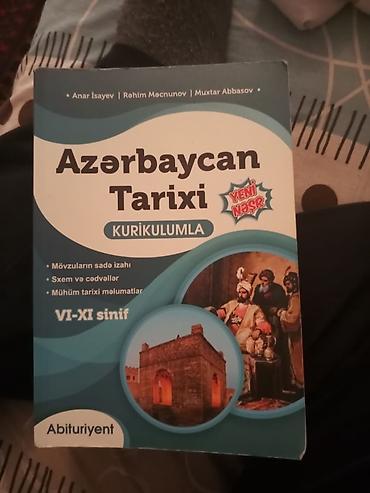 • Anar İsayev | Rəhim Məcnunov | Muxtar Abbasov •
Azərbaycan
Tarixi
YENİ
NƏŞR
KURİKULUMLA
• Mövzuların sadə izahı
• Sxem və cədvəllər
• Mühüm tarixi məlumatlar
VI-XI sinif
Abituriyent